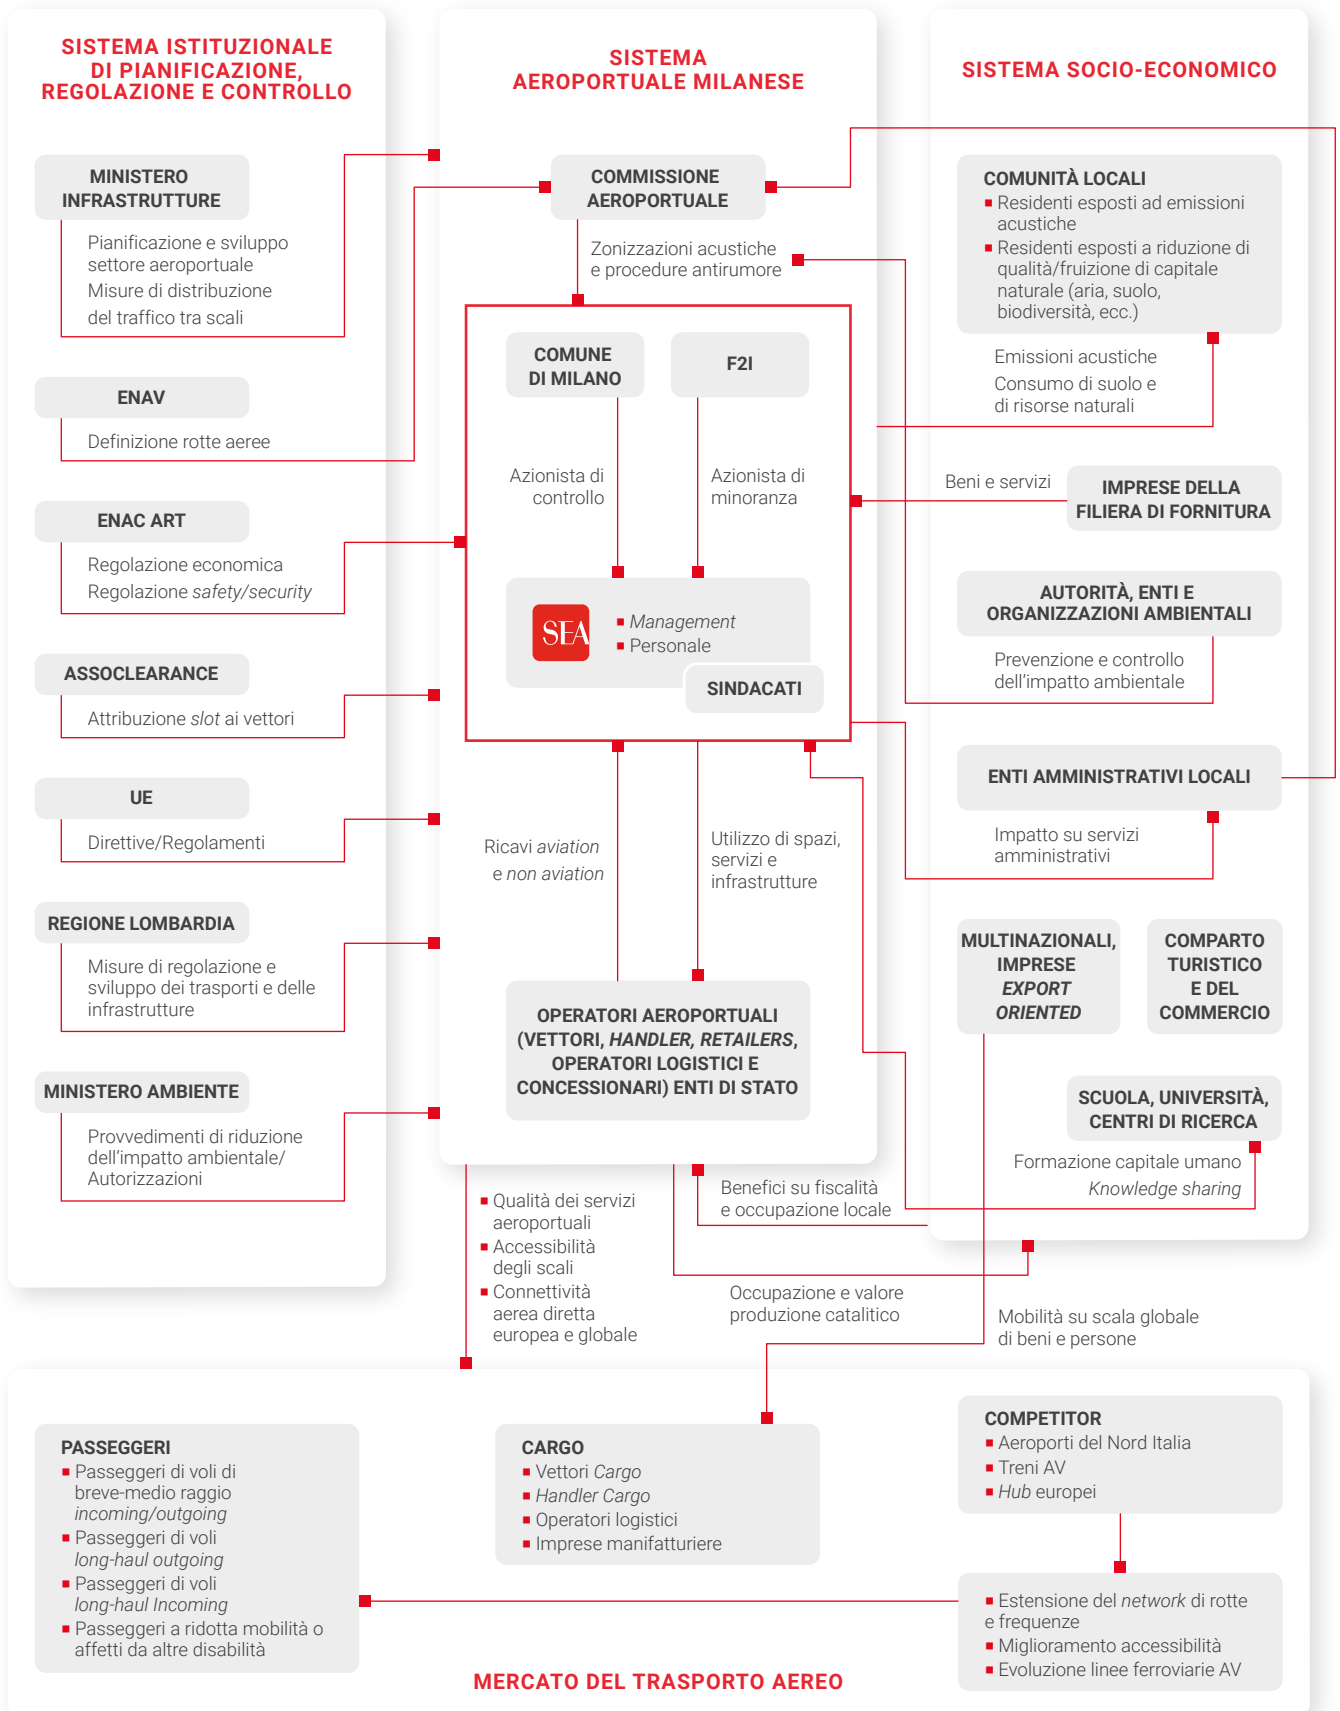 SISTEMA ISTITUZIONALE
DI PIANIFICAZIONE,
REGOLAZIONE E CONTROLLO
MINISTERO
INFRASTRUTTURE
Pianificazione e sviluppo
settore aeroportuale
Misure di distribuzione
del traffico tra scali
ENAV
Definizione rotte aeree
ENAC ART
Regolazione economica
Regolazione safety/security
ASSOCLEARANCE
Attribuzione slot ai vettori
UE
Direttive/Regolamenti
REGIONE LOMBARDIA
Misure di regolazione e
sviluppo dei trasporti e delle
infrastrutture
MINISTERO AMBIENTE
Provvedimenti di riduzione
dell'impatto ambientale/
Autorizzazioni
SISTEMA
AEROPORTUALE MILANESE
COMMISSIONE
AEROPORTUALE
Zonizzazioni acustiche
e procedure antirumore
COMUNE
DI MILANO
F2I
Azionista di
controllo
Azionista di
minoranza
SEA
Management
Personale
SINDACATI
Ricavi aviation
e non aviation
Utilizzo di spazi,
servizi e
infrastrutture
OPERATORI AEROPORTUALI
(VETTORI, HANDLER, RETAILERS,
OPERATORI LOGISTICI E
CONCESSIONARI) ENTI DI STATO
SISTEMA SOCIO-ECONOMICO
COMUNITÀ LOCALI
Residenti esposti ad emissioni
acustiche
Residenti esposti a riduzione di
qualità/fruizione di capitale
naturale (aria, suolo,
biodiversità, ecc.)
Emissioni acustiche
Consumo di suolo e
di risorse naturali
Beni e servizi
IMPRESE DELLA
FILIERA DI FORNITURA
AUTORITÀ, ENTI E
ORGANIZZAZIONI AMBIENTALI
Prevenzione e controllo
dell'impatto ambientale
ENTI AMMINISTRATIVI LOCALI
Impatto su servizi
amministrativi
MULTINAZIONALI,
IMPRESE
EXPORT
ORIENTED
COMPARTO
TURISTICO
E DEL
COMMERCIO
SCUOLA, UNIVERSITÀ,
CENTRI DI RICERCA
Formazione capitale umano
Knowledge sharing
Qualità dei servizi
aeroportuali
Accessibilità
degli scali
Connettività
aerea diretta
europea e globale
Benefici su fiscalità
e occupazione locale
Occupazione e valore
produzione catalitico
Mobilità su scala globale
di beni e persone
PASSEGGERI
Passeggeri di voli di
breve-medio raggio
incoming/outgoing
Passeggeri di voli
long-haul outgoing
Passeggeri di voli
long-haul Incoming
Passeggeri a ridotta mobilità o
affetti da altre disabilità
CARGO
Vettori Cargo
Handler Cargo
Operatori logistici
Imprese manifatturiere
COMPETITOR
Aeroporti del Nord Italia
Treni AV
Hub europei
Estensione del network di rotte
e frequenze
Miglioramento accessibilità
Evoluzione linee ferroviarie AV
MERCATO DEL TRASPORTO AEREO